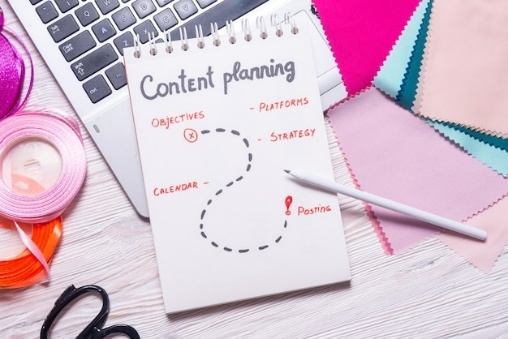 Content planning
OBJECTIVES
- PLATFORMS
x
- STRATEGY
CALENDAR -
Posting